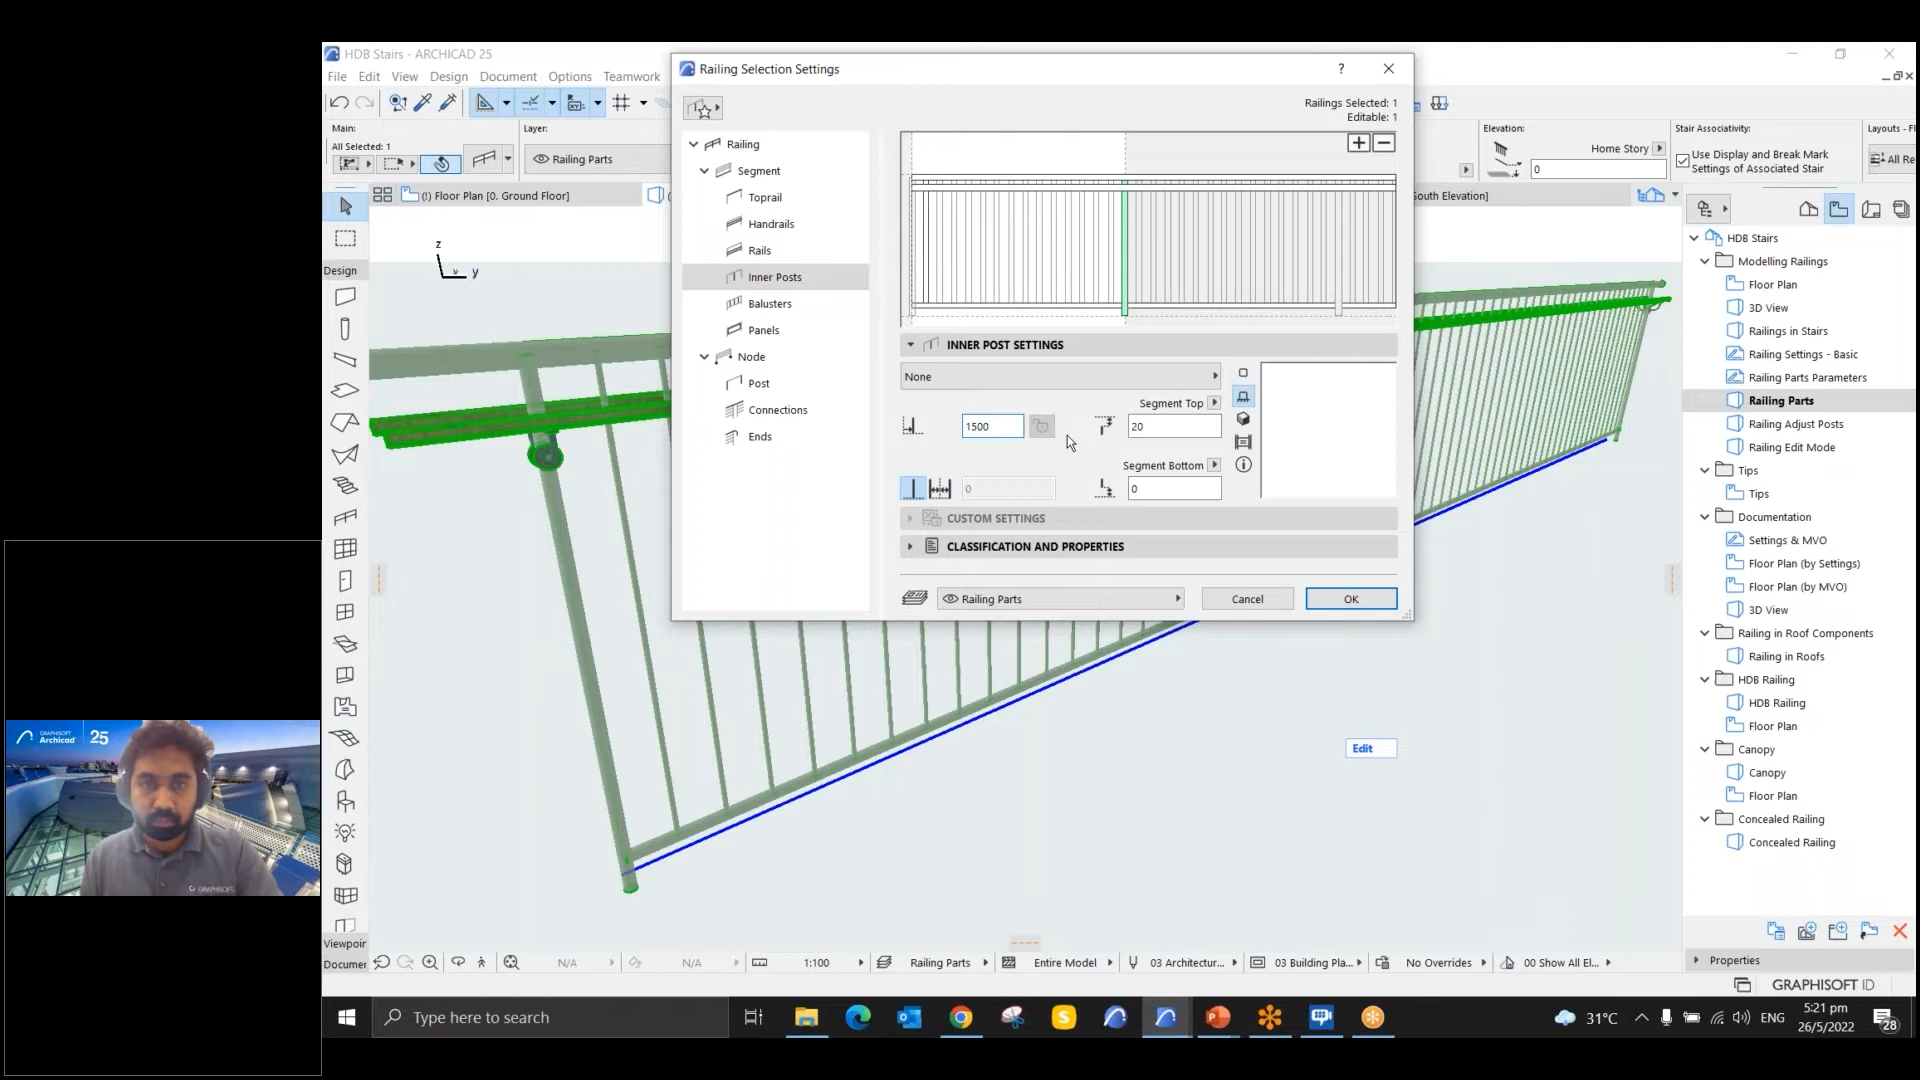 HDB Stairs - ARCHICAD 25
File Edit View Design Document Options Teamwork
Main:
All Selected: 1
Layer:
Railing Parts
(!) Floor Plan [0. Ground Floor]
South Elevation]
Elevation:
Home Story
0
Stair Associativity:
Use Display and Break Mark
Settings of Associated Stair
Layouts - Fl
All Re
Design
z
y
Railing Selection Settings
?
Railings Selected: 1
Editable: 1
Railing
Segment
Toprail
Handrails
Rails
Inner Posts
Balusters
Panels
Node
Post
Connections
Ends
INNER POST SETTINGS
None
Segment Top
1500
20
Segment Bottom
0
0
CUSTOM SETTINGS
CLASSIFICATION AND PROPERTIES
Railing Parts
Cancel
OK
Edit
HDB Stairs
Modelling Railings
Floor Plan
3D View
Railings in Stairs
Railing Settings - Basic
Railing Parts Parameters
Railing Parts
Railing Adjust Posts
Railing Edit Mode
Tips
Tips
Documentation
Settings & MVO
Floor Plan (by Settings)
Floor Plan (by MVO)
3D View
Railing in Roof Components
Railing in Roofs
HDB Railing
HDB Railing
Floor Plan
Canopy
Canopy
Floor Plan
Concealed Railing
Concealed Railing
Properties
Viewpoir
Documer
N/A
N/A
1:100
Railing Parts
Entire Model
03 Architectur...
03 Building Pla...
No Overrides
00 Show All El...
GRAPHISOFT ID
GRAPHISOFT
Archicad
25
GRAPHISOFT
Type here to search
31°C
ENG
5:21 pm
26/5/2022
28